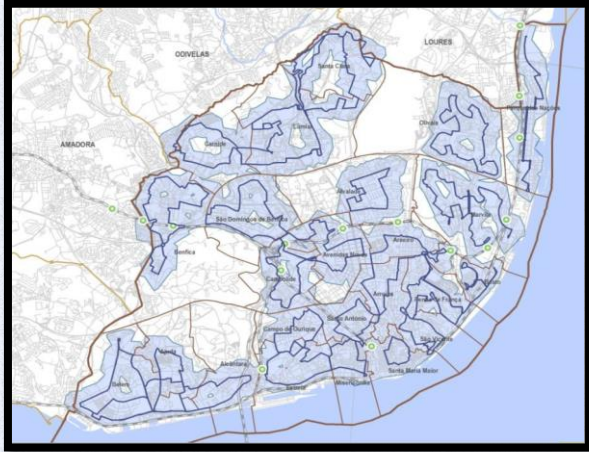 ODIVELAS
LOURES
Santa Clara
Parque das Nações
AMADORA
Carnide
Lumiar
Olivais
Alvalade
São Domingos de Benfica
Marvila
Benfica
Avenidas Novas
Areeiro
Campolide
Arroios
Penha de França
Beato
Santo António
Campo de Ourique
São Vicente
Ajuda
Alcântara
Santa Maria Maior
Belém
Estrela
Misericórdia